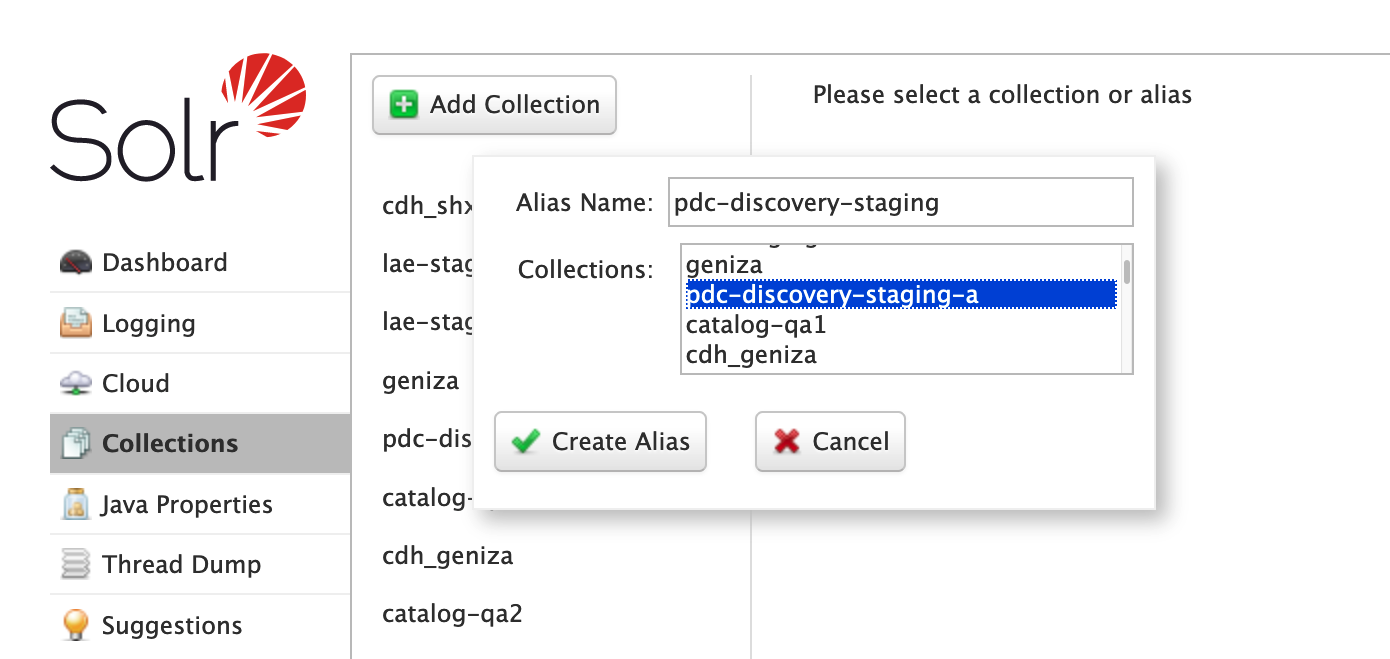 Solr
Dashboard
Logging
Cloud
Collections
Java Properties
Thread Dump
Suggestions
Add Collection
cdh_shx
lae-stag
lae-stag
geniza
pdc-dis
catalog-
cdh_geniza
catalog-qa2
Please select a collection or alias
Alias Name: pdc-discovery-staging
Collections:
geniza
pdc-discovery-staging-a
catalog-qa1
cdh_geniza
Create Alias
Cancel